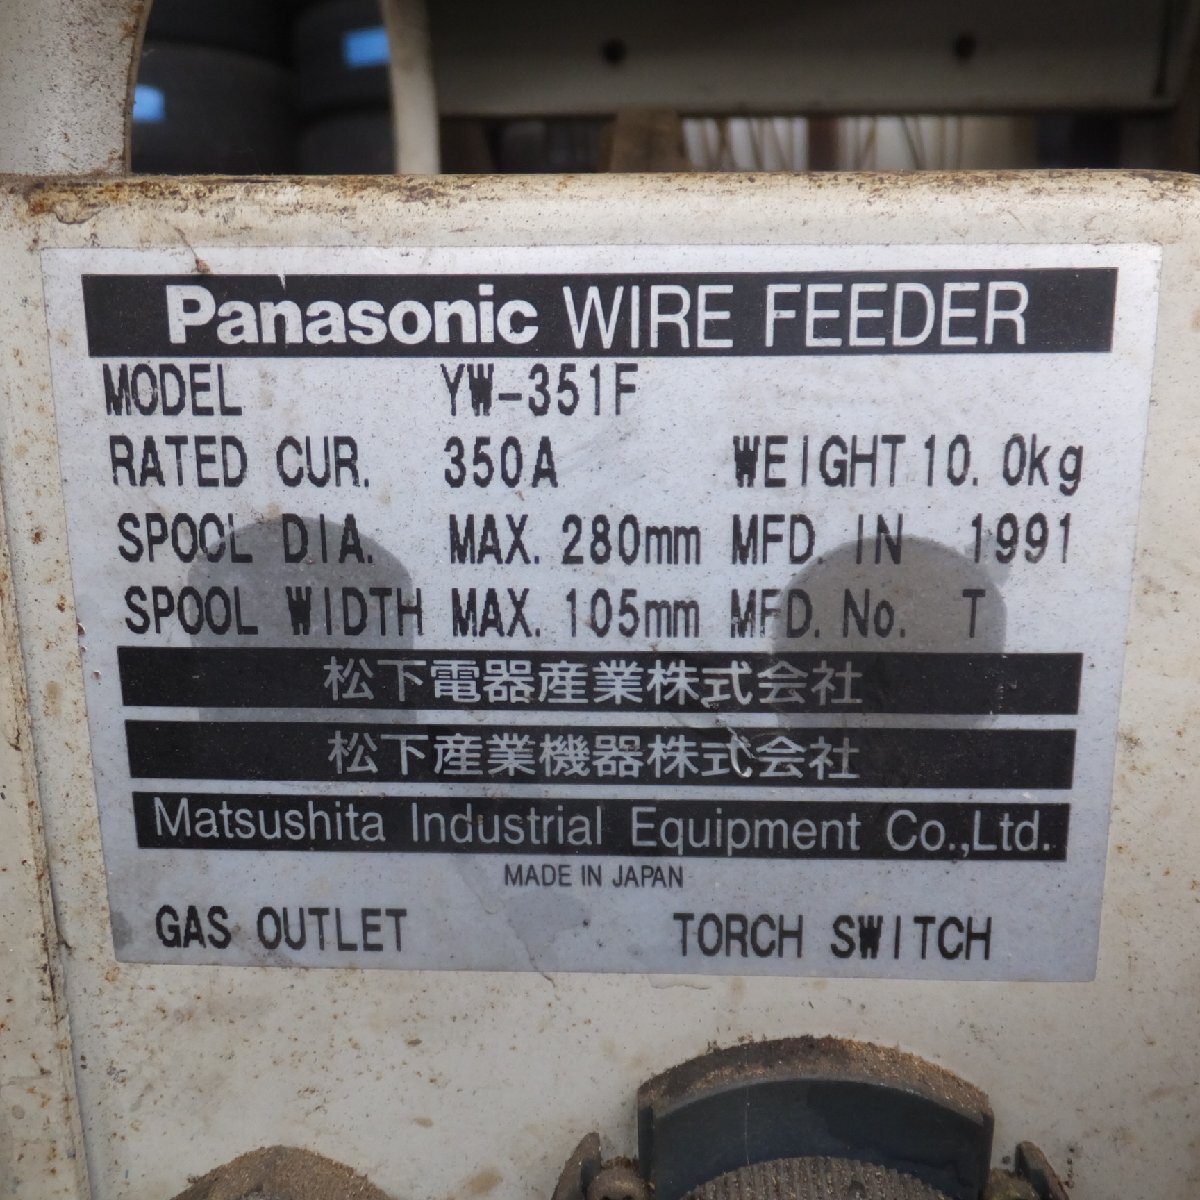 Panasonic WIRE FEEDER
MODEL YW-351F
RATED CUR. 350A WEIGHT 10.0kg
SPOOL DIA. MAX. 280mm MFD. IN 1991
SPOOL WIDTH MAX. 105mm MFD. No. T
松下電器産業株式会社
松下産業機器株式会社
Matsushita Industrial Equipment Co.,Ltd.
MADE IN JAPAN
GAS OUTLET TORCH SWITCH